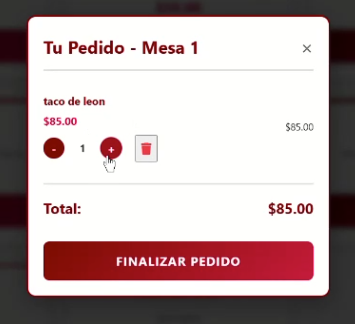 Tu Pedido - Mesa 1 ×
taco de leon
$85.00
$85.00
- 1 +
Total: $85.00
FINALIZAR PEDIDO